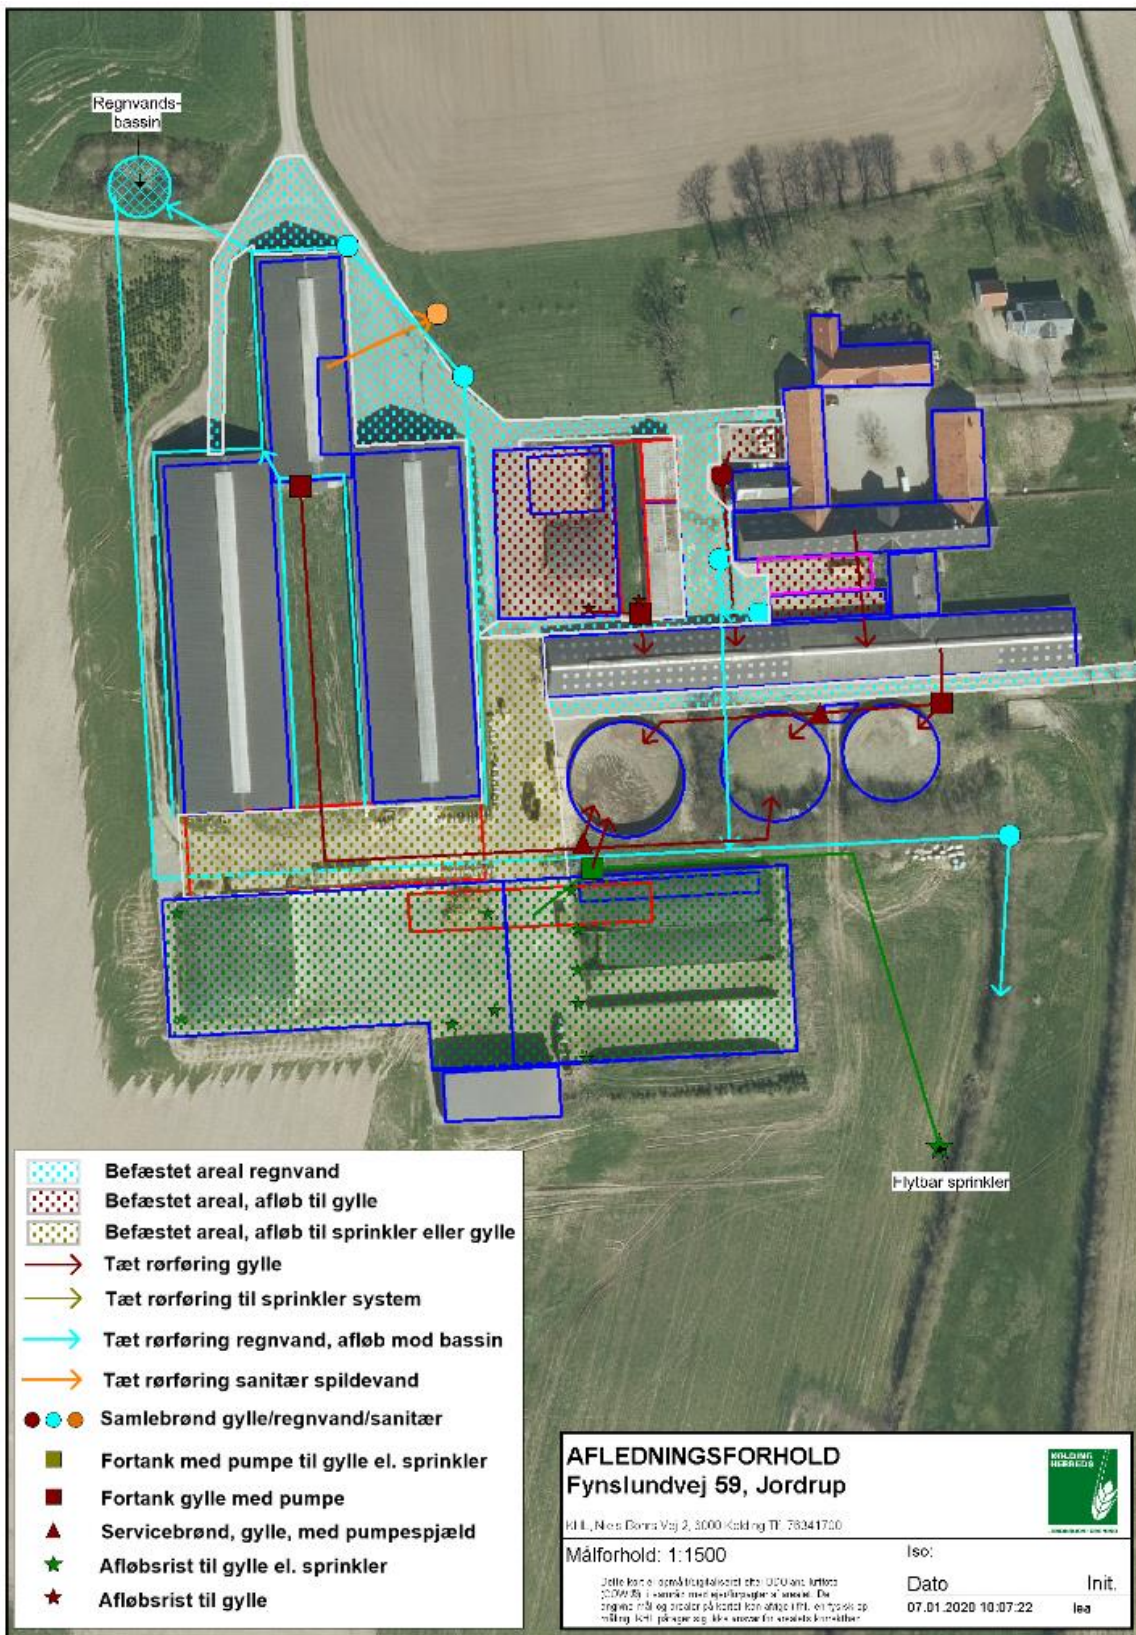 Regnvands-
bassin
Flytbar sprinkler
Befæstet areal regnvand
Befæstet areal, afløb til gylle
Befæstet areal, afløb til sprinkler eller gylle
Tæt rørføring gylle
Tæt rørføring til sprinkler system
Tæt rørføring regnvand, afløb mod bassin
Tæt rørføring sanitær spildevand
Samlebrønd gylle/regnvand/sanitær
Fortank med pumpe til gylle el. sprinkler
Fortank gylle med pumpe
Servicebrønd, gylle, med pumpespjæld
Afløbsrist til gylle el. sprinkler
Afløbsrist til gylle
AFLEDNINGSFORHOLD
Fynslundvej 59, Jordrup
KOLDING
HERREDS
Målforhold: 1:1500
Iso:
Dato
Init.
07.01.2020 10:07:22
lea